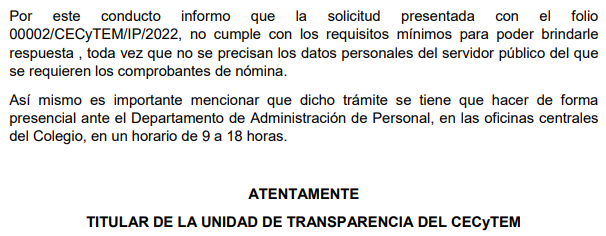 Por este conducto informo que la solicitud presentada con el folio
00002/CECyTEM/IP/2022, no cumple con los requisitos mínimos para poder brindarle
respuesta , toda vez que no se precisan los datos personales del servidor público del que
se requieren los comprobantes de nómina.
Así mismo es importante mencionar que dicho trámite se tiene que hacer de forma
presencial ante el Departamento de Administración de Personal, en las oficinas centrales
del Colegio, en un horario de 9 a 18 horas.
ATENTAMENTE
TITULAR DE LA UNIDAD DE TRANSPARENCIA DEL CECyTEM